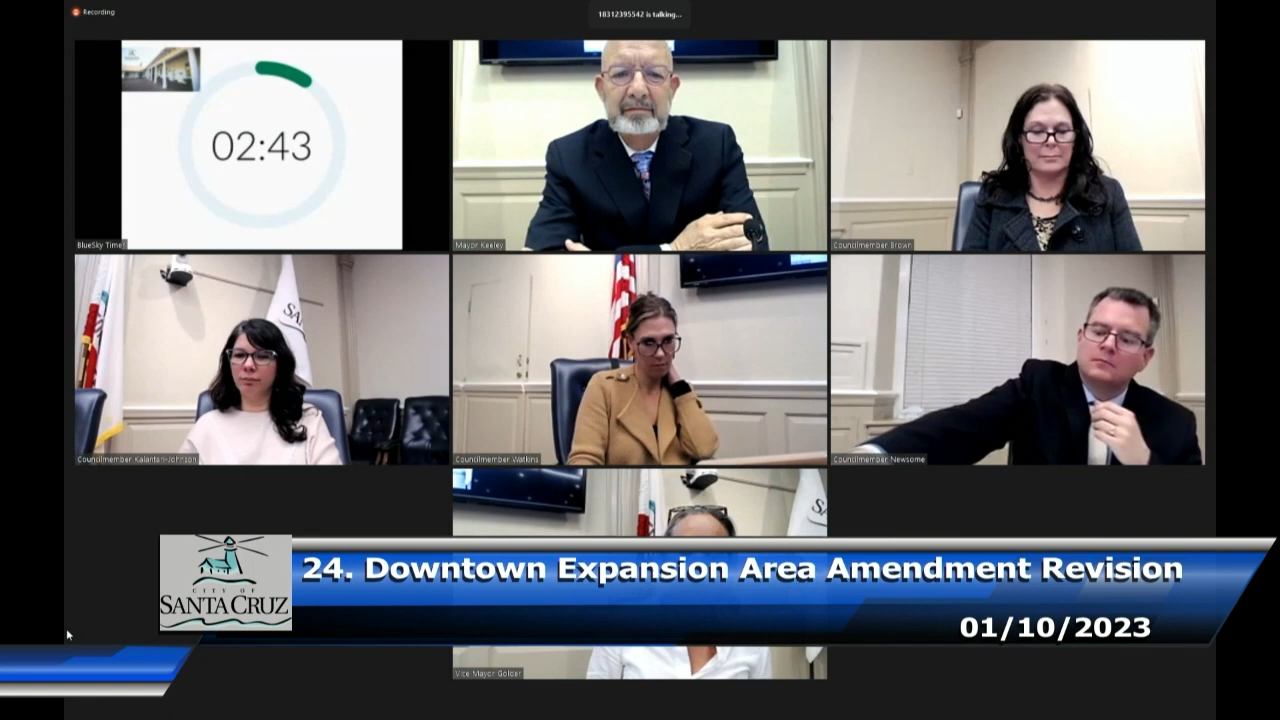 Recording
18312395542 is talking...
02:43
BlueSky Timer
Mayor Keeley
Councilmember Brown
SA
Councilmember Kalantari-Johnson
Councilmember Watkins
Councilmember Newsome
24. Downtown Expansion Area Amendment Revision
CITY OF
SANTA CRUZ
01/10/2023
Vice Mayor Golder